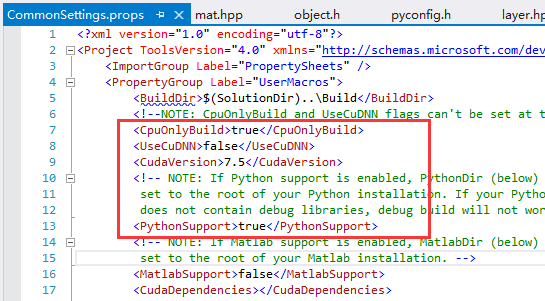 CommonSettings.props mat.hpp object.h pyconfig.h layer.hp
1 <?xml version="1.0" encoding="utf-8"?>
2 <Project ToolsVersion="4.0" xmlns="http://schemas.microsoft.com/dev
3 <ImportGroup Label="PropertySheets" />
4 <PropertyGroup Label="UserMacros">
5 <BuildDir>$(SolutionDir)..\Build</BuildDir>
6 <!--NOTE: CpuOnlyBuild and UseCuDNN flags can't be set at t
7 <CpuOnlyBuild>true</CpuOnlyBuild>
8 <UseCuDNN>false</UseCuDNN>
9 <CudaVersion>7.5</CudaVersion>
10 <!-- NOTE: If Python support is enabled, PythonDir (below)
11 set to the root of your Python installation. If your Pyth
12 does not contain debug libraries, debug build will not wor
13 <PythonSupport>true</PythonSupport>
14 <!-- NOTE: If Matlab support is enabled, MatlabDir (below)
15 set to the root of your Matlab installation. -->
16 <MatlabSupport>false</MatlabSupport>
17 <CudaDependencies></CudaDependencies>